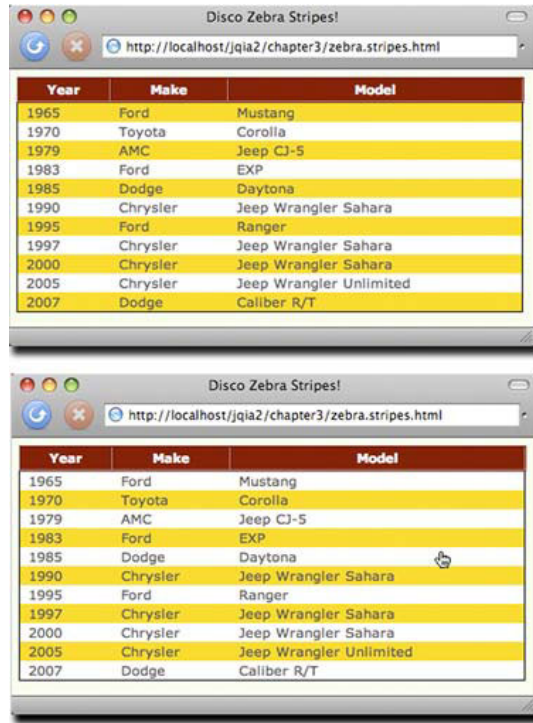 Disco Zebra Stripes!
http://localhost/jqia2/chapter3/zebra.stripes.html
Year Make Model
1965 Ford Mustang
1970 Toyota Corolla
1979 AMC Jeep CJ-5
1983 Ford EXP
1985 Dodge Daytona
1990 Chrysler Jeep Wrangler Sahara
1995 Ford Ranger
1997 Chrysler Jeep Wrangler Sahara
2000 Chrysler Jeep Wrangler Sahara
2005 Chrysler Jeep Wrangler Unlimited
2007 Dodge Caliber R/T
Disco Zebra Stripes!
http://localhost/jqia2/chapter3/zebra.stripes.html
Year Make Model
1965 Ford Mustang
1970 Toyota Corolla
1979 AMC Jeep CJ-5
1983 Ford EXP
1985 Dodge Daytona
1990 Chrysler Jeep Wrangler Sahara
1995 Ford Ranger
1997 Chrysler Jeep Wrangler Sahara
2000 Chrysler Jeep Wrangler Sahara
2005 Chrysler Jeep Wrangler Unlimited
2007 Dodge Caliber R/T